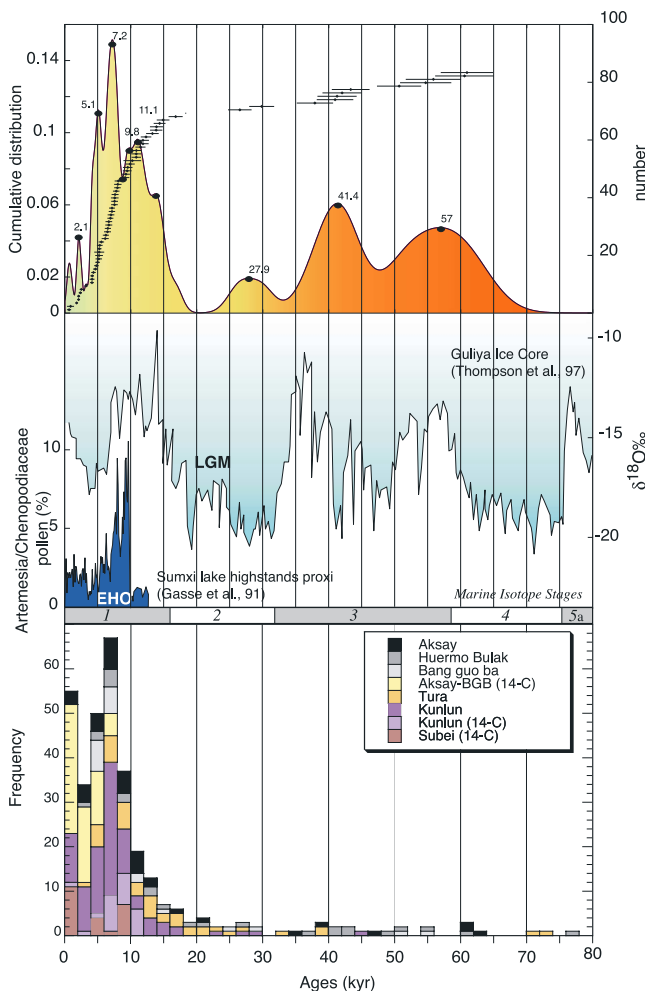 100
7.2
0.14
80
11.1
5.1
0.1
9.8
60
Cumulative distribution
number
0.06
41.4
40
2.1
57
0.02
27.9
20
0
0
-10
Guliya Ice Core
(Thompson et al., 97)
10
LGM
-15
δ¹⁸O‰
Artemesia/Chenopodiaceae
pollen (%)
5
-20
Sumxi lake highstands proxi
(Gasse et al., 91)
EHO
Marine Isotope Stages
0
1
2
3
4
5a
60
Aksay
Huermo Bulak
Bang guo ba
Aksay-BGB (14-C)
Tura
Kunlun
Kunlun (14-C)
Subei (14-C)
50
40
Frequency
30
20
10
0
0 10 20 30 40 50 60 70 80
Ages (kyr)